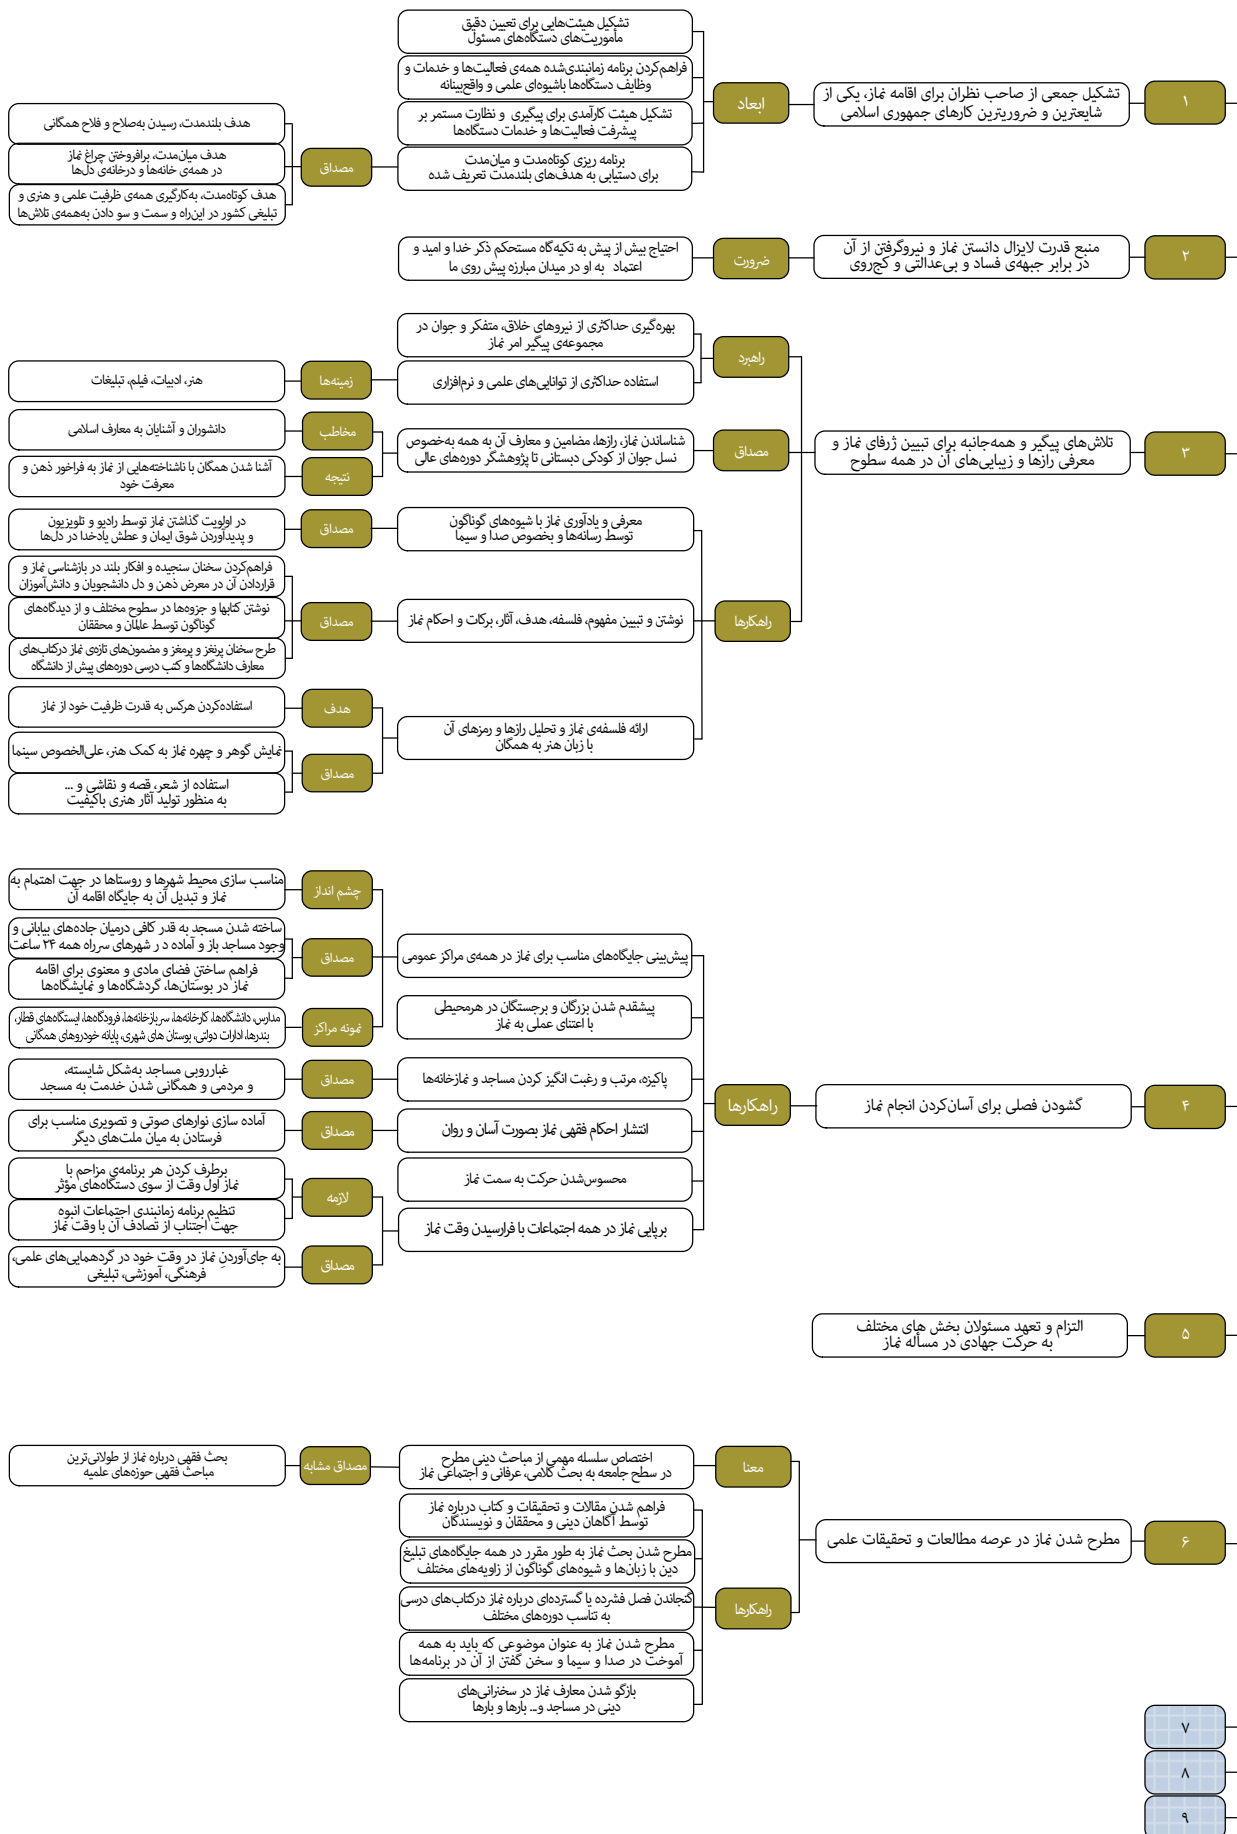 ۱
تشکیل جمعی از صاحب نظران برای اقامه نماز، یکی از
شایعترین و ضروریترین کارهای جمهوری اسلامی
ابعاد
تشکیل هیئت‌هایی برای تعیین دقیق
مأموریت‌های دستگاه‌های مسئول
فراهم‌کردن برنامه زمانبندی‌شده همه‌ی فعالیت‌ها و خدمات و
وظایف دستگاه‌ها باشیوه‌ای علمی و واقع‌بینانه
تشکیل هیئت کارآمدی برای پیگیری و نظارت مستمر بر
پیشرفت فعالیت‌ها و خدمات دستگاه‌ها
برنامه ریزی کوتاه‌مدت و میان‌مدت
برای دستیابی به هدف‌های بلندمدت تعریف شده
مصداق
هدف بلندمدت، رسیدن به‌صلاح و فلاح همگانی
هدف میان‌مدت، برافروختن چراغ نماز
در همه‌ی خانه‌ها و درخانه‌ی دل‌ها
هدف کوتاه‌مدت، به‌کارگیری همه‌ی ظرفیت علمی و هنری و
تبلیغی کشور در این‌راه و سمت و سو دادن به‌همه‌ی تلاش‌ها
۲
منبع قدرت لایزال دانستن نماز و نیروگرفتن از آن
در برابر جبهه‌ی فساد و بی‌عدالتی و کج‌روی
ضرورت
احتیاج بیش از پیش به تکیه‌گاه مستحکم ذکر خدا و امید و
اعتماد به او در میدان مبارزه پیش روی ما
۳
تلاش‌های پیگیر و همه‌جانبه برای تبیین ژرفای نماز و
معرفی رازها و زیبایی‌های آن در همه سطوح
راهبرد
بهره‌گیری حداکثری از نیروهای خلاق، متفکر و جوان در
مجموعه‌ی پیگیر امر نماز
استفاده حداکثری از توانایی‌های علمی و نرم‌افزاری
زمینه‌ها
هنر، ادبیات، فیلم، تبلیغات
مصداق
شناساندن نماز، رازها، مضامین و معارف آن به همه به‌خصوص
نسل جوان از کودکی دبستانی تا پژوهشگر دوره‌های عالی
مخاطب
دانشوران و آشنایان به معارف اسلامی
نتیجه
آشنا شدن همگان با ناشناخته‌هایی از نماز به فراخور ذهن و
معرفت خود
راهکارها
معرفی و یادآوری نماز با شیوه‌های گوناگون
توسط رسانه‌ها و بخصوص صدا و سیما
مصداق
در اولویت گذاشتن نماز توسط رادیو و تلویزیون
و پدیدآوردن شوق ایمان و عطش یادخدا در دل‌ها
نوشتن و تبیین مفهوم، فلسفه، هدف، آثار، برکات و احکام نماز
مصداق
فراهم‌کردن سخنان سنجیده و افکار بلند در بازشناسی نماز و
قراردادن آن در معرض ذهن و دل دانشجویان و دانش‌آموزان
نوشتن کتابها و جزوه‌ها در سطوح مختلف و از دیدگاه‌های
گوناگون توسط عالمان و محققان
طرح سخنان پرنغز و پرمغز و مضمون‌های تازه‌ی نماز درکتاب‌های
معارف دانشگاه‌ها و کتب درسی دوره‌های پیش از دانشگاه
ارائه فلسفه‌ی نماز و تحلیل رازها و رمزهای آن
با زبان هنر به همگان
هدف
استفاده‌کردن هرکس به قدرت ظرفیت خود از نماز
مصداق
نمایش گوهر و چهره نماز به کمک هنر، علی‌الخصوص سینما
استفاده از شعر، قصه و نقاشی و ...
به منظور تولید آثار هنری باکیفیت
۴
گشودن فصلی برای آسان‌کردن انجام نماز
راهکارها
پیش‌بینی جایگاه‌های مناسب برای نماز در همه‌ی مراکز عمومی
چشم انداز
مناسب سازی محیط شهرها و روستاها در جهت اهتمام به
نماز و تبدیل آن به جایگاه اقامه آن
مصداق
ساخته شدن مسجد به قدر کافی درمیان جاده‌های بیابانی و
وجود مساجد باز و آماده د ر شهرهای سرراه همه ۲۴ ساعت
فراهم ساختنِ فضای مادی و معنوی برای اقامه
نماز در بوستان‌ها، گردشگاه‌ها و نمایشگاه‌ها
نمونه مراکز
مدارس، دانشگاه‌ها، کارخانه‌ها، سربازخانه‌ها، فرودگاه‌ها، ایستگاه‌های قطار،
بندرها، ادارات دولتی، بوستان های شهری، پایانه خودروهای همگانی
پیشقدم شدن بزرگان و برجستگان در هرمحیطی
با اعتنای عملی به نماز
پاکیزه، مرتب و رغبت انگیز کردن مساجد و نمازخانه‌ها
مصداق
غبارروبی مساجد به‌شکل شایسته،
و مردمی و همگانی شدن خدمت به مسجد
انتشار احکام فقهی نماز بصورت آسان و روان
مصداق
آماده سازی نوارهای صوتی و تصویری مناسب برای
فرستادن به میان ملت‌های دیگر
محسوس‌شدن حرکت به سمت نماز
برپایی نماز در همه اجتماعات با فرارسیدن وقت نماز
لازمه
برطرف کردن هر برنامه‌یِ مزاحم با
نماز اول وقت از سوی دستگاه‌های مؤثر
تنظیم برنامه زمانبندی اجتماعات انبوه
جهت اجتناب از تصادف آن با وقت نماز
مصداق
به جای‌آوردنِ نماز در وقت خود در گردهمایی‌های علمی،
فرهنگی، آموزشی، تبلیغی
۵
التزام و تعهد مسئولان بخش های مختلف
به حرکت جهادی در مسأله نماز
۶
مطرح شدن نماز در عرصه مطالعات و تحقیقات علمی
معنا
اختصاص سلسله مهمی از مباحث دینی مطرح
در سطح جامعه به بحث کلامی، عرفانی و اجتماعی نماز
مصداق مشابه
بحث فقهی درباره نماز از طولانی‌ترین
مباحث فقهی حوزه‌های علمیه
راهکارها
فراهم شدن مقالات و تحقیقات و کتاب درباره نماز
توسط آگاهان دینی و محققان و نویسندگان
مطرح شدن بحث نماز به طور مقرر در همه جایگاه‌های تبلیغ
دین با زبان‌ها و شیوه‌های گوناگون از زاویه‌های مختلف
گنجاندن فصل فشرده یا گسترده‌ای درباره نماز درکتاب‌های درسی
به تناسب دوره‌های مختلف
مطرح شدن نماز به عنوان موضوعی که باید به همه
آموخت در صدا و سیما و سخن گفتن از آن در برنامه‌ها
بازگو شدن معارف نماز در سخنرانی‌های
دینی در مساجد و... بارها و بارها
۷
۸
۹